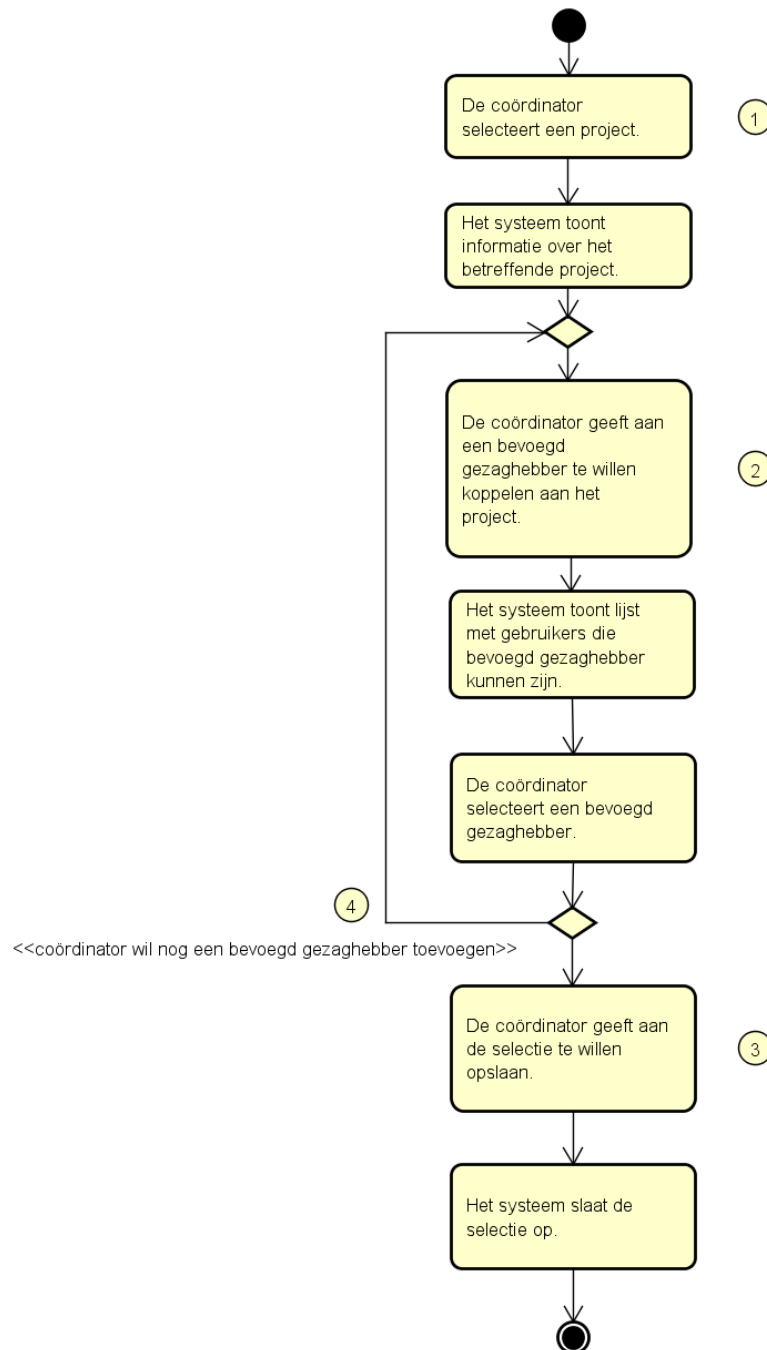 De coördinator
selecteert een project.
1
Het systeem toont
informatie over het
betreffende project.
De coördinator geeft aan
een bevoegd
gezaghebber te willen
koppelen aan het
project.
2
Het systeem toont lijst
met gebruikers die
bevoegd gezaghebber
kunnen zijn.
De coördinator
selecteert een bevoegd
gezaghebber.
4
<<coördinator wil nog een bevoegd gezaghebber toevoegen>>
De coördinator geeft aan
de selectie te willen
opslaan.
3
Het systeem slaat de
selectie op.